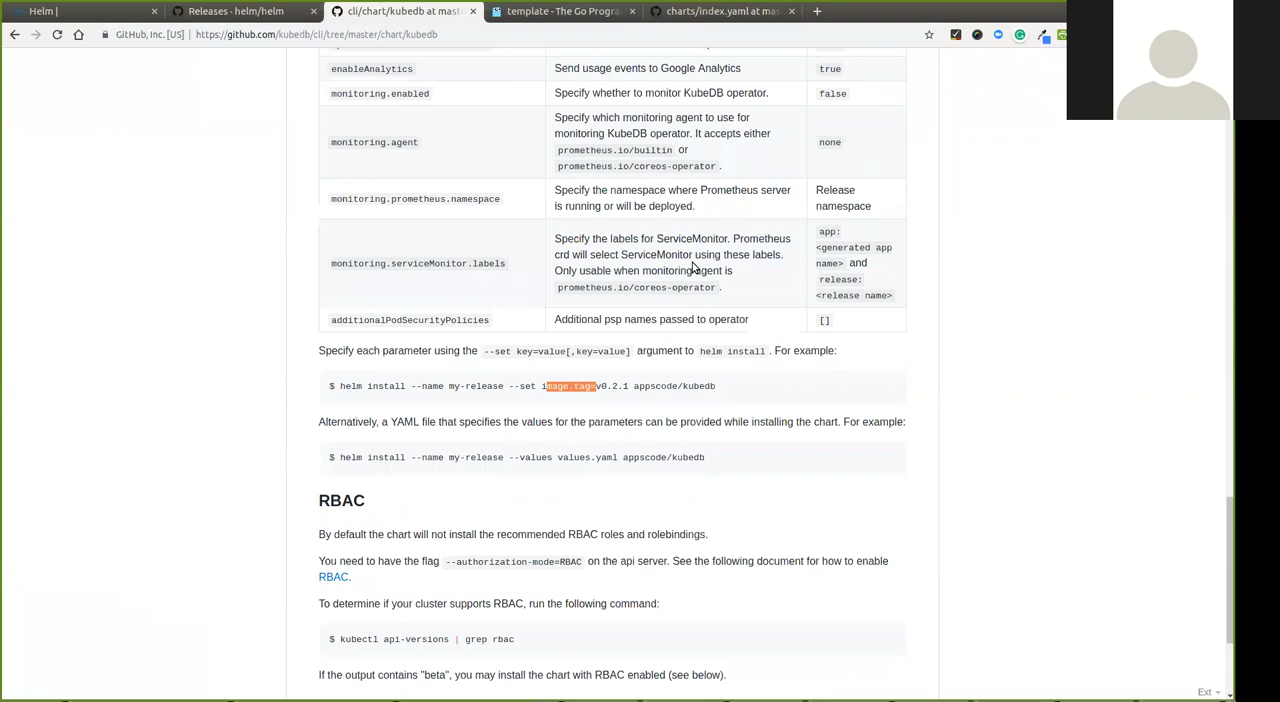 Helm |
Releases · helm/helm
cli/chart/kubedb at mast
template - The Go Progra
charts/index.yaml at mas
GitHub, Inc. [US]
https://github.com/kubedb/cli/tree/master/chart/kubedb
enableAnalytics
Send usage events to Google Analytics
true
monitoring.enabled
Specify whether to monitor KubeDB operator.
false
monitoring.agent
Specify which monitoring agent to use for
monitoring KubeDB operator. It accepts either
prometheus.io/builtin or
prometheus.io/coreos-operator .
none
monitoring.prometheus.namespace
Specify the namespace where Prometheus server
is running or will be deployed.
Release
namespace
monitoring.serviceMonitor.labels
Specify the labels for ServiceMonitor. Prometheus
crd will select ServiceMonitor using these labels.
Only usable when monitoring agent is
prometheus.io/coreos-operator .
app:
<generated app
name> and
release:
<release name>
additionalPodSecurityPolicies
Additional psp names passed to operator
[]
Specify each parameter using the --set key=value[,key=value] argument to helm install . For example:
$ helm install --name my-release --set image.tag=v0.2.1 appscode/kubedb
Alternatively, a YAML file that specifies the values for the parameters can be provided while installing the chart. For example:
$ helm install --name my-release --values values.yaml appscode/kubedb
RBAC
By default the chart will not install the recommended RBAC roles and rolebindings.
You need to have the flag --authorization-mode=RBAC on the api server. See the following document for how to enable
RBAC.
To determine if your cluster supports RBAC, run the following command:
$ kubectl api-versions | grep rbac
If the output contains "beta", you may install the chart with RBAC enabled (see below).
Ext